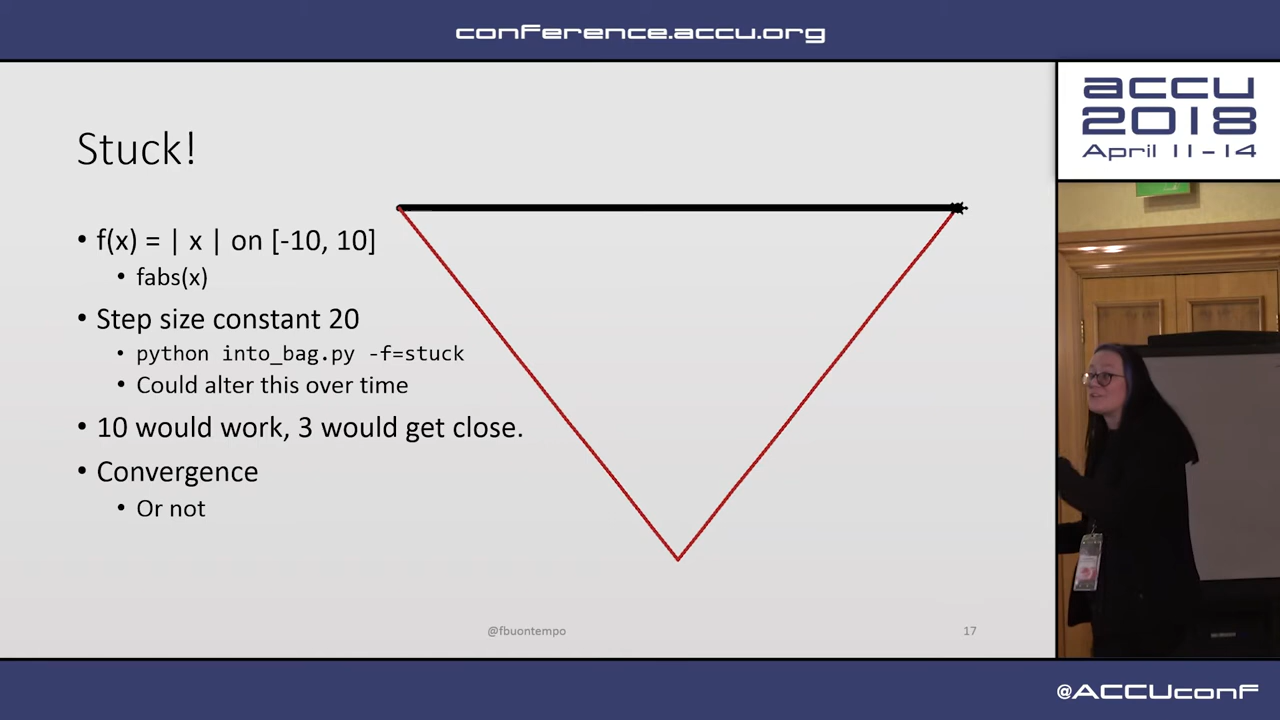 conference.accu.org
accu
2018
April 11-14
Stuck!
• f(x) = | x | on [-10, 10]
• fabs(x)
• Step size constant 20
• python into_bag.py -f=stuck
• Could alter this over time
• 10 would work, 3 would get close.
• Convergence
• Or not
@fbuontempo
17
@ACCUconf